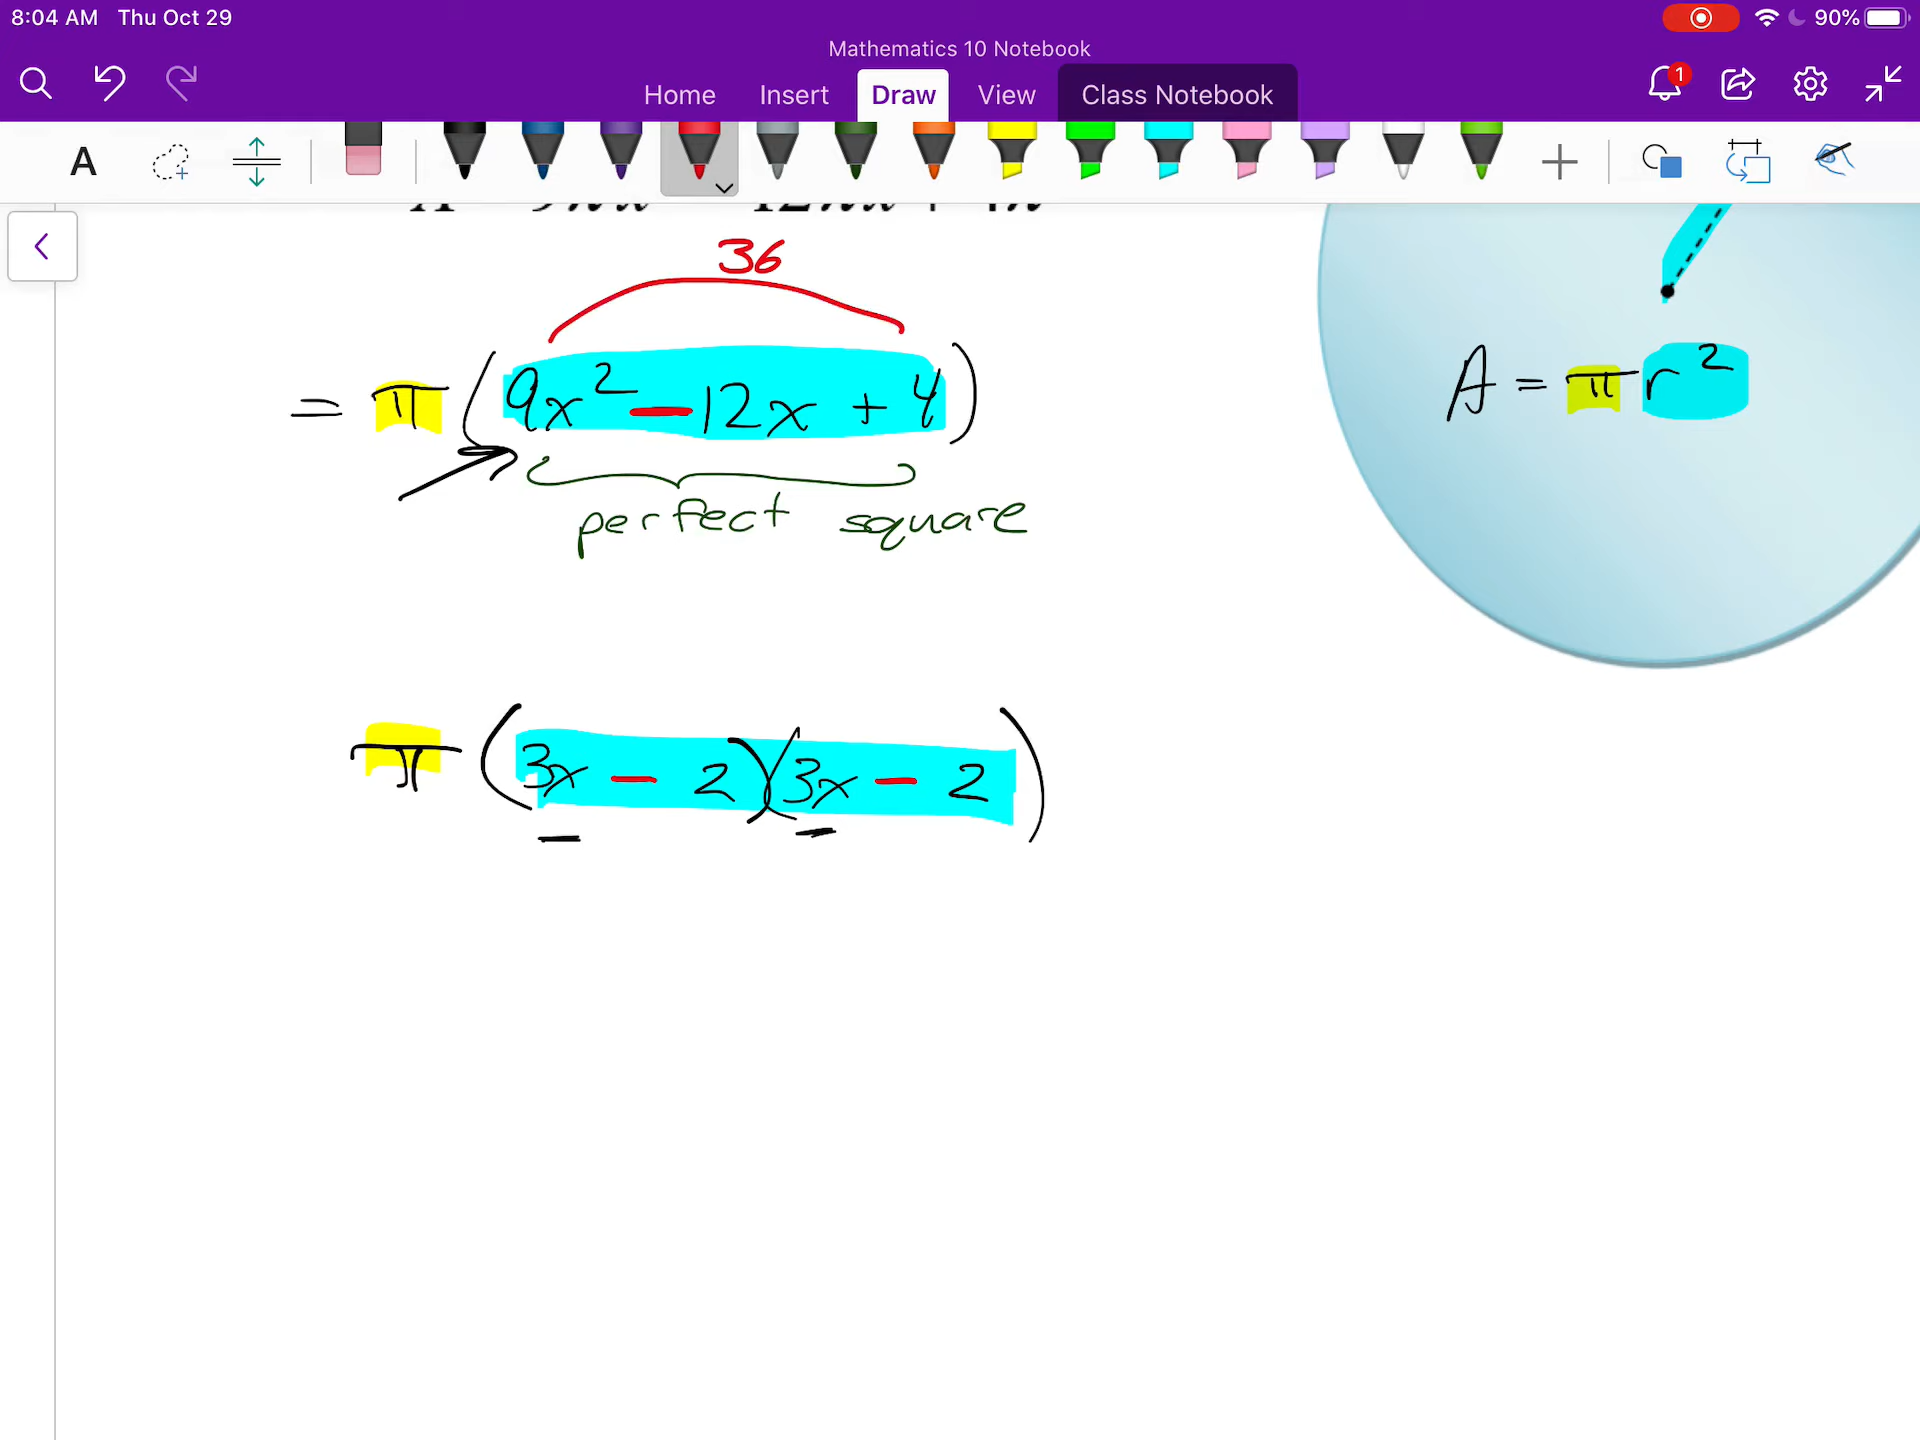 8:04 AM Thu Oct 29
90%
Mathematics 10 Notebook
Home Insert Draw View Class Notebook
1
A
36
= π(9x² - 12x + 4)
A = πr²
perfect square
π(3x - 2)(3x - 2)